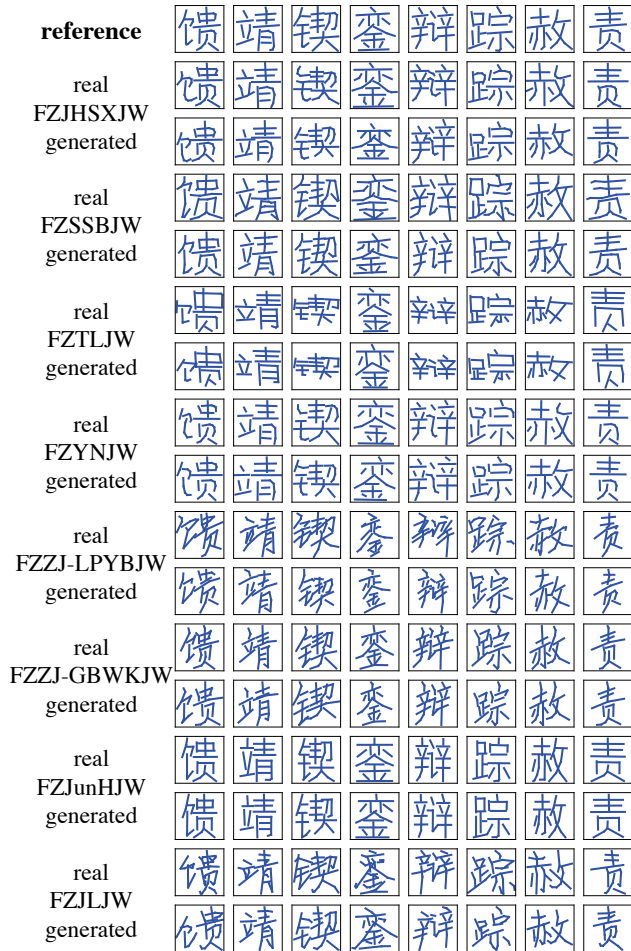 reference 馈 靖 锲 銮 辩 踪 赦 责
real 馈 靖 锲 銮 辩 踪 赦 责
FZJHSXJW
generated 馈 靖 锲 銮 辩 踪 赦 责
real 馈 靖 锲 銮 辩 踪 赦 责
FZSSBJW
generated 馈 靖 锲 銮 辩 踪 赦 责
real 馈 靖 锲 銮 辩 踪 赦 责
FZTLJW
generated 馈 靖 锲 銮 辩 踪 赦 责
real 馈 靖 锲 銮 辩 踪 赦 责
FZYNJW
generated 馈 靖 锲 銮 辩 踪 赦 责
real 馈 靖 锲 銮 辩 踪 赦 责
FZZJ-LPYBJW
generated 馈 靖 锲 銮 辩 踪 赦 责
real 馈 靖 锲 銮 辩 踪 赦 责
FZZJ-GBWKJW
generated 馈 靖 锲 銮 辩 踪 赦 责
real 馈 靖 锲 銮 辩 踪 赦 责
FZJunHJW
generated 馈 靖 锲 銮 辩 踪 赦 责
real 馈 靖 锲 銮 辩 踪 赦 责
FZJLJW
generated 馈 靖 锲 銮 辩 踪 赦 责